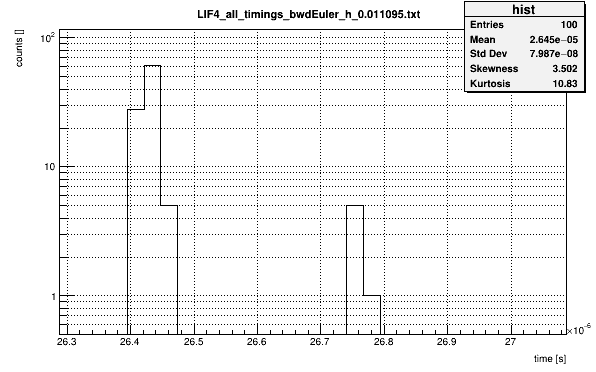 LIF4_all_timings_bwdEuler_h_0.011095.txt
hist
Entries 100
Mean 2.645e−05
Std Dev 7.987e−08
Skewness 3.502
Kurtosis 10.83
counts []
10²
10
1
26.3 26.4 26.5 26.6 26.7 26.8 26.9 27
×10⁻⁶
time [s]